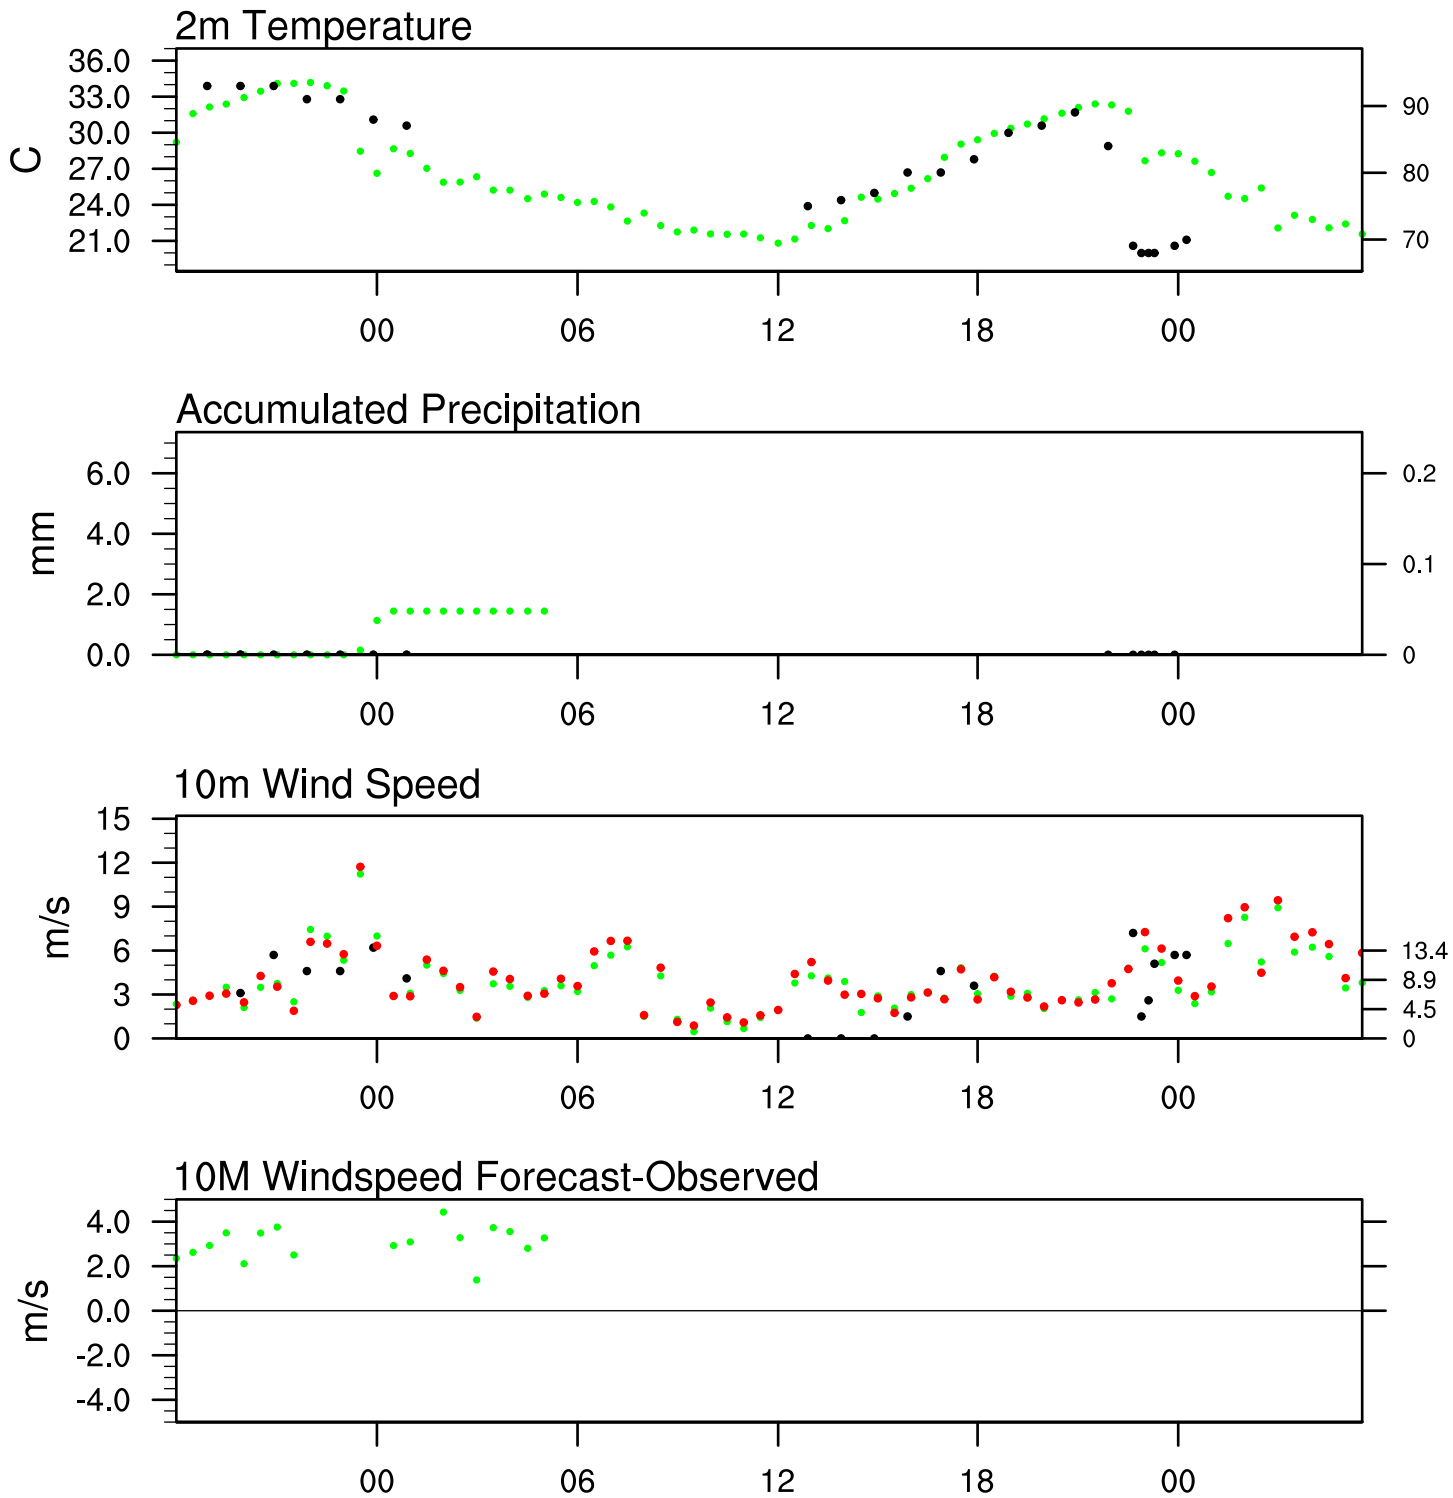 2m Temperature
36.0
33.0
30.0
27.0
24.0
21.0
C
90
80
70
00 06 12 18 00
Accumulated Precipitation
6.0
4.0
2.0
0.0
mm
0.2
0.1
0
00 06 12 18 00
10m Wind Speed
15
12
9
6
3
0
m/s
13.4
8.9
4.5
0
00 06 12 18 00
10M Windspeed Forecast-Observed
4.0
2.0
0.0
-2.0
-4.0
m/s
00 06 12 18 00